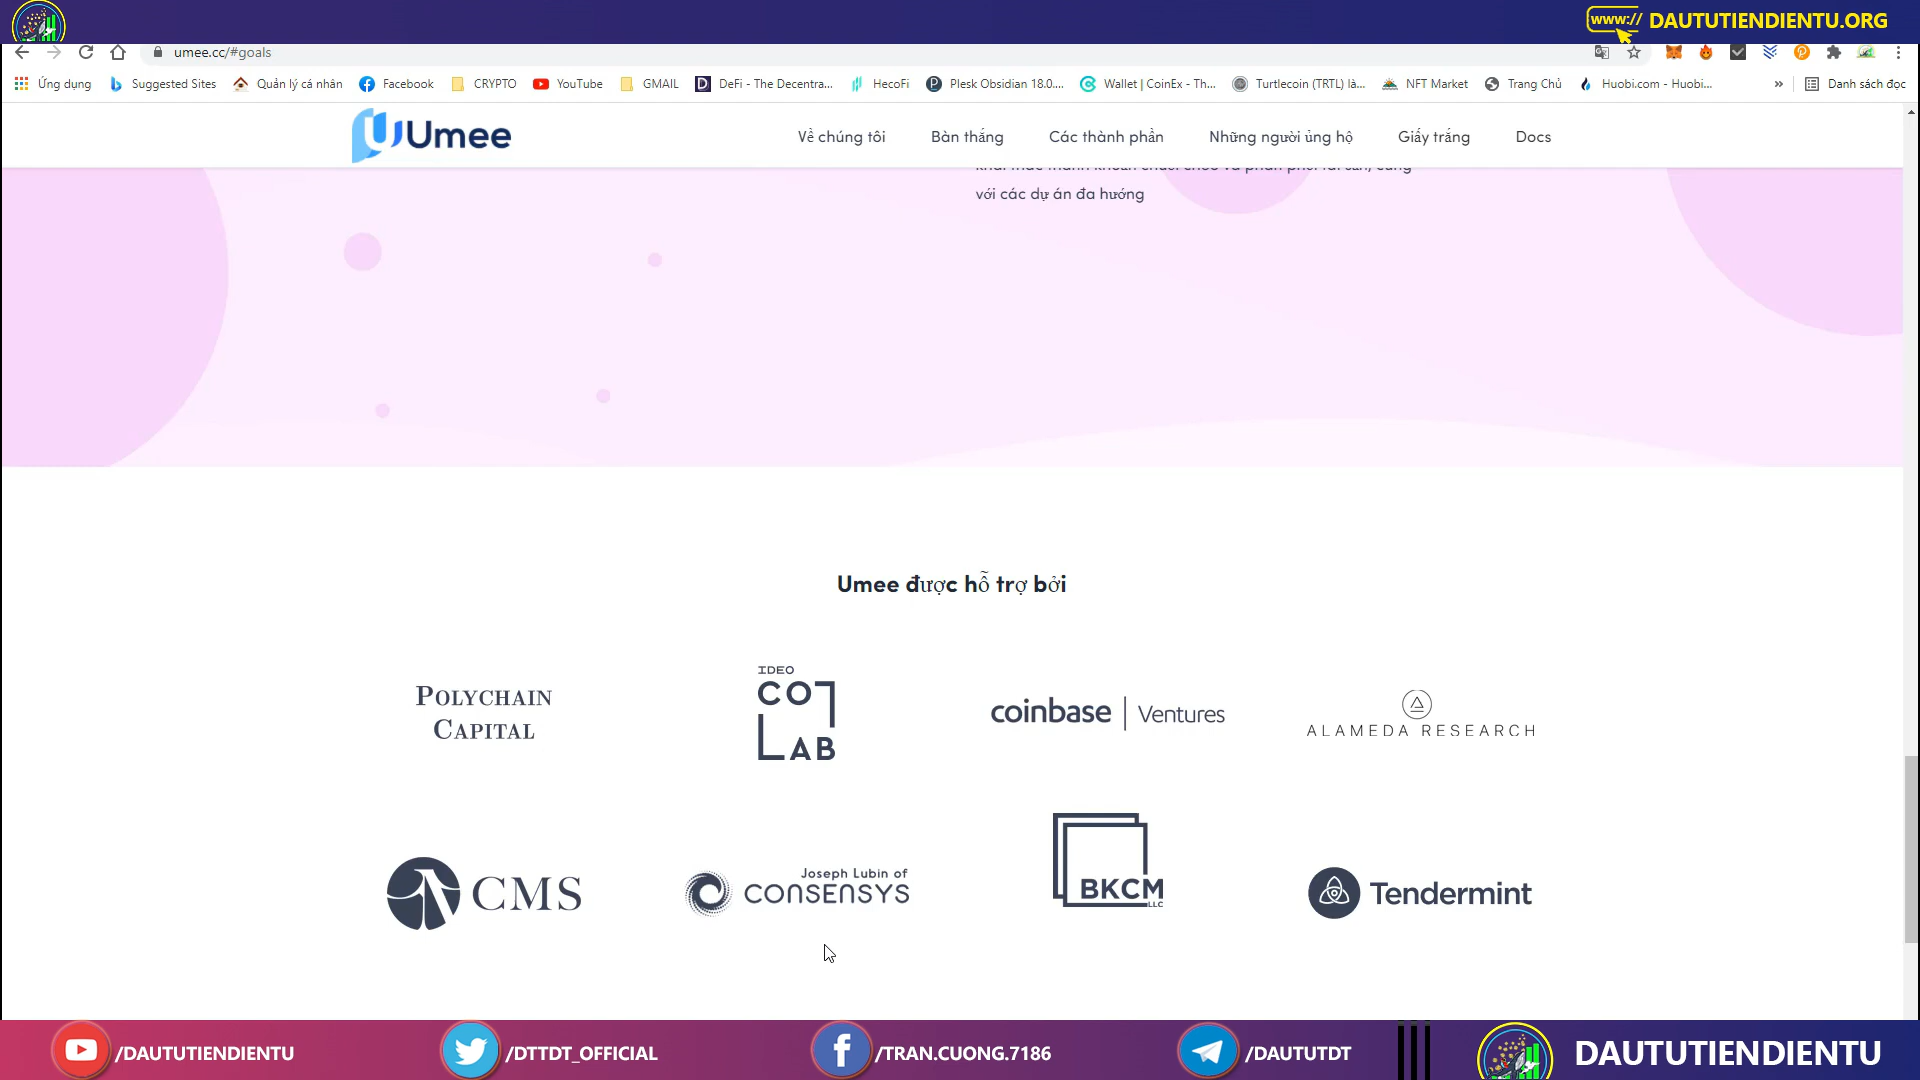 DAUTUTIENDIENTU.ORG
www://
umee.cc/#goals
Ứng dụng
Suggested Sites
Quản lý cá nhân
Facebook
CRYPTO
YouTube
GMAIL
DeFi - The Decentra...
HecoFi
Plesk Obsidian 18.0....
Wallet | CoinEx - Th...
Turtlecoin (TRTL) là...
NFT Market
Trang Chủ
Huobi.com - Huobi...
»
Danh sách đọc
Umee
Về chúng tôi
Bàn thắng
Các thành phần
Những người ủng hộ
Giấy trắng
Docs
với các dự án đa hướng
Umee được hỗ trợ bởi
POLYCHAIN
CAPITAL
IDEO
CO
LAB
coinbase | Ventures
ALAMEDA RESEARCH
CMS
Joseph Lubin of
CONSENSYS
BKCM
LLC
Tendermint
/DAUTUTIENDIENTU
/DTTDT_OFFICIAL
/TRAN.CUONG.7186
/DAUTUTDT
DAUTUTIENDIENTU